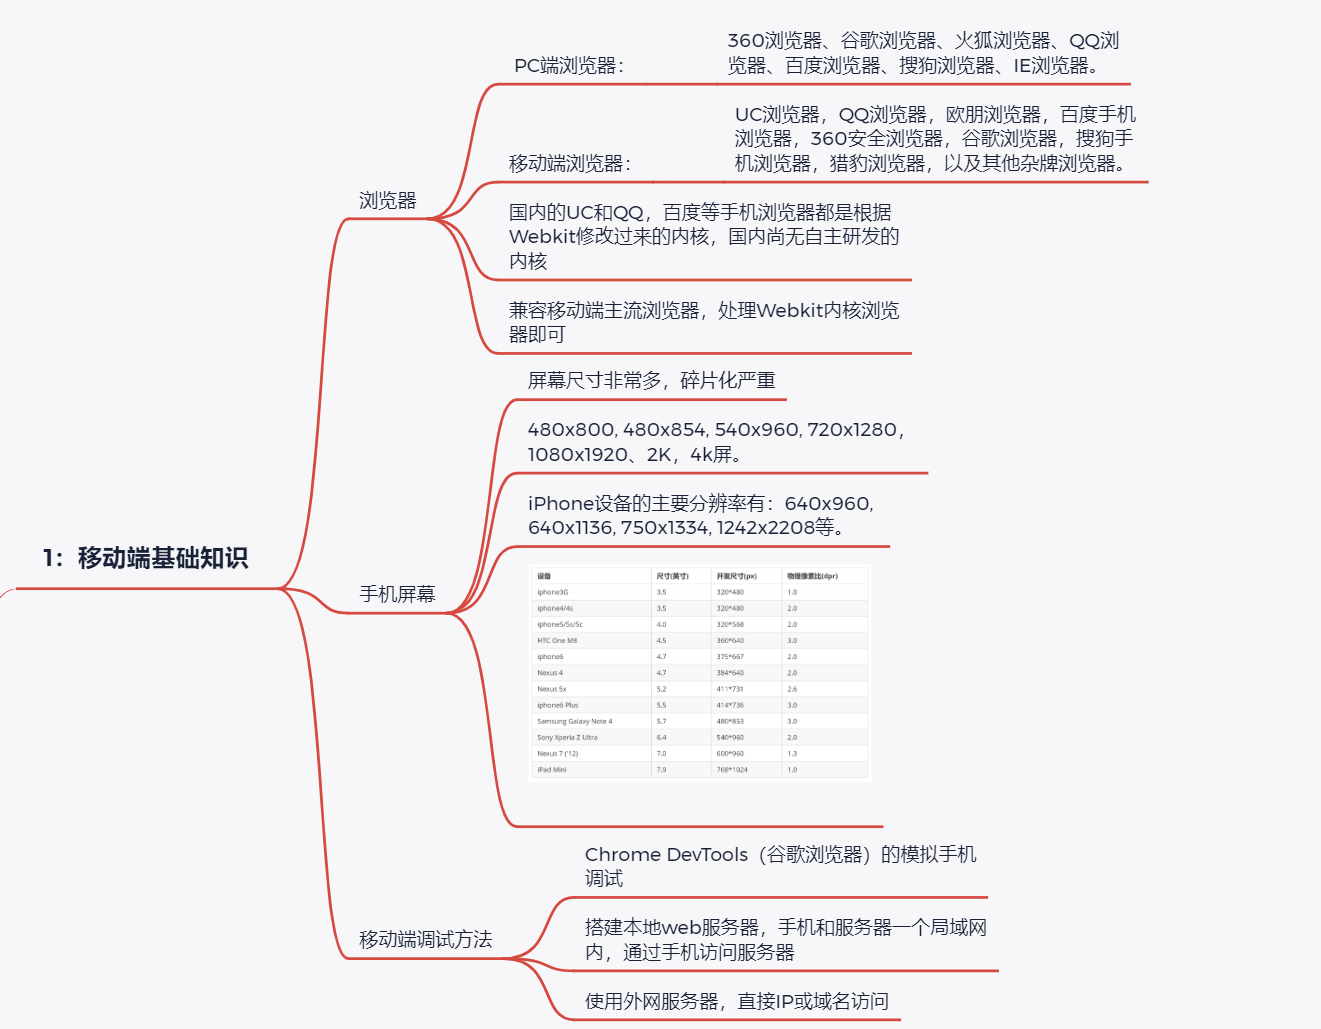 1：移动端基础知识
浏览器
PC端浏览器：
360浏览器、谷歌浏览器、火狐浏览器、QQ浏
览器、百度浏览器、搜狗浏览器、IE浏览器。
移动端浏览器：
UC浏览器，QQ浏览器，欧朋浏览器，百度手机
浏览器，360安全浏览器，谷歌浏览器，搜狗手
机浏览器，猎豹浏览器，以及其他杂牌浏览器。
国内的UC和QQ，百度等手机浏览器都是根据
Webkit修改过来的内核，国内尚无自主研发的
内核
兼容移动端主流浏览器，处理Webkit内核浏览
器即可
手机屏幕
屏幕尺寸非常多，碎片化严重
480x800, 480x854, 540x960, 720x1280，
1080x1920、2K，4k屏。
iPhone设备的主要分辨率有：640x960,
640x1136, 750x1334, 1242x2208等。
设备 尺寸(英寸) 开发尺寸(px) 物理像素比(dpr)
iphone3G 3.5 320*480 1.0
iphone4/4s 3.5 320*480 2.0
iphone5/5s/5c 4.0 320*568 2.0
HTC One M8 4.5 360*640 3.0
iphone6 4.7 375*667 2.0
Nexus 4 4.7 384*640 2.0
Nexus 5x 5.2 411*731 2.6
iphone6 Plus 5.5 414*736 3.0
Samsung Galaxy Note 4 5.7 480*853 3.0
Sony Xperia Z Ultra 6.4 540*960 2.0
Nexus 7 ('12) 7.0 600*960 1.3
iPad Mini 7.9 768*1024 1.0
移动端调试方法
Chrome DevTools（谷歌浏览器）的模拟手机
调试
搭建本地web服务器，手机和服务器一个局域网
内，通过手机访问服务器
使用外网服务器，直接IP或域名访问